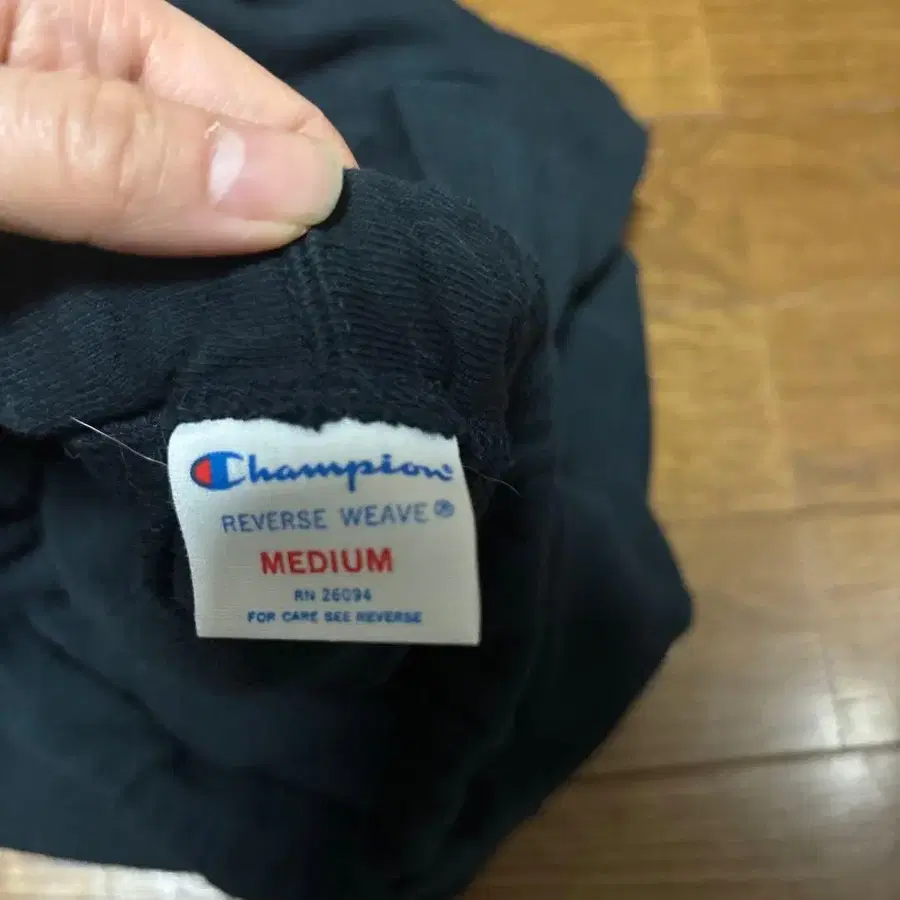 Champion
REVERSE WEAVE®
MEDIUM
RN 26094
FOR CARE SEE REVERSE